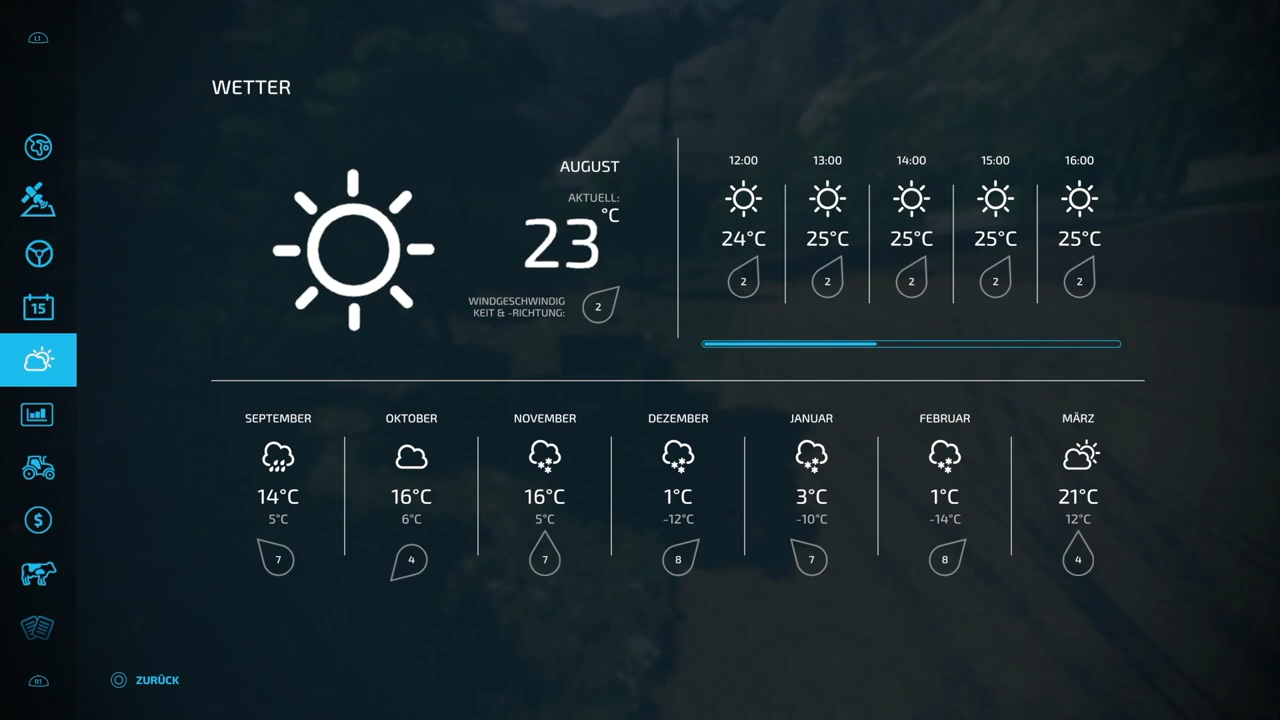 L1
WETTER
AUGUST
AKTUELL:
23 °C
WINDGESCHWINDIG
KEIT & -RICHTUNG:
2
12:00 13:00 14:00 15:00 16:00
24°C 25°C 25°C 25°C 25°C
2 2 2 2 2
15
$
SEPTEMBER OKTOBER NOVEMBER DEZEMBER JANUAR FEBRUAR MÄRZ
14°C 16°C 16°C 1°C 3°C 1°C 21°C
5°C 6°C 5°C -12°C -10°C -14°C 12°C
7 4 7 8 7 8 4
R1
ZURÜCK